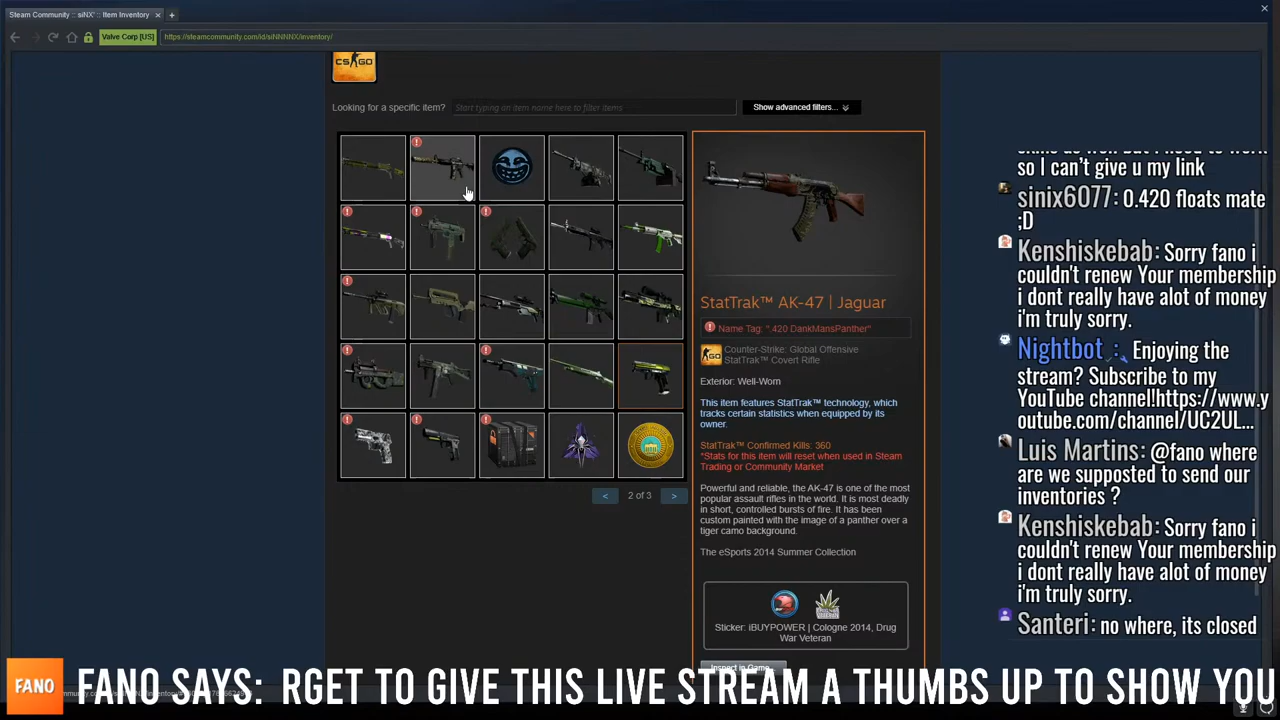 Steam Community :: siNX' :: Item Inventory
Valve Corp [US]
https://steamcommunity.com/id/siNNNNX/inventory/
CS GO
Looking for a specific item?
Start typing an item name here to filter items
Show advanced filters...
StatTrak™ AK-47 | Jaguar
Name Tag: ".420 DankMansPanther"
Counter-Strike: Global Offensive
StatTrak™ Covert Rifle
Exterior: Well-Worn
This item features StatTrak™ technology, which
tracks certain statistics when equipped by its
owner.
StatTrak™ Confirmed Kills: 360
*Stats for this item will reset when used in Steam
Trading or Community Market
Powerful and reliable, the AK-47 is one of the most
popular assault rifles in the world. It is most deadly
in short, controlled bursts of fire. It has been
custom painted with the image of a panther over a
tiger camo background.
The eSports 2014 Summer Collection
Sticker: iBUYPOWER | Cologne 2014, Drug
War Veteran
Inspect in Game...
< 2 of 3 >
so I can't give u my link
sinix6077: 0.420 floats mate
;D
Kenshiskebab: Sorry fano i
couldn't renew Your membership
i dont really have alot of money
i'm truly sorry.
Nightbot : Enjoying the
stream? Subscribe to my
YouTube channel!https://www.y
outube.com/channel/UC2UL...
Luis Martins: @fano where
are we supposted to send our
inventories ?
Kenshiskebab: Sorry fano i
couldn't renew Your membership
i dont really have alot of money
i'm truly sorry.
Santeri: no where, its closed
FANO
FANO SAYS: RGET TO GIVE THIS LIVE STREAM A THUMBS UP TO SHOW YOU